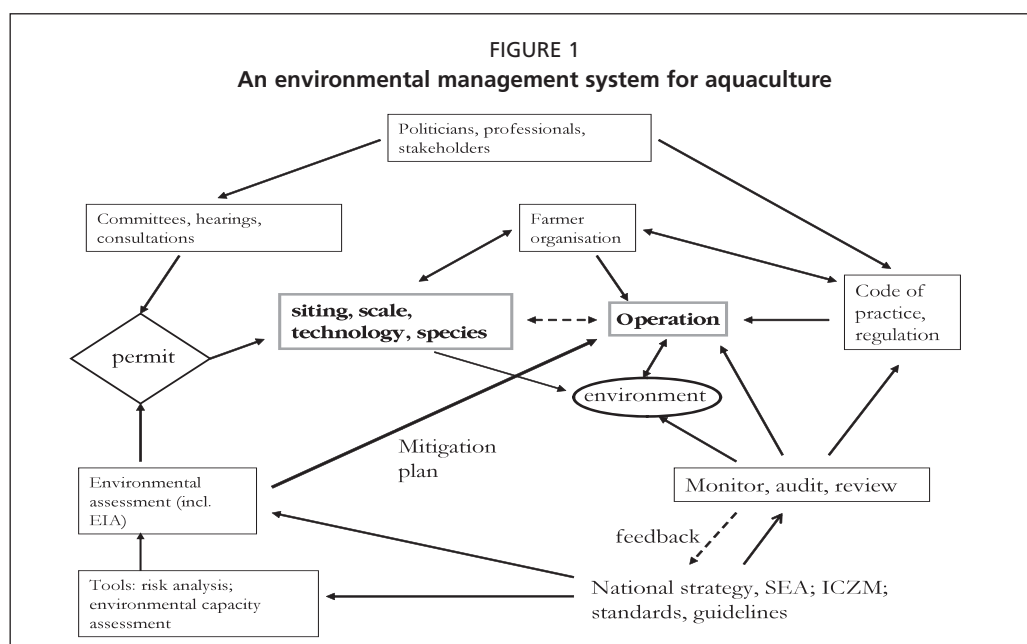 FIGURE 1
An environmental management system for aquaculture
Politicians, professionals,
stakeholders
Committees, hearings,
consultations
Farmer
organisation
Code of
practice,
regulation
siting, scale,
technology, species
Operation
permit
environment
Mitigation
plan
Environmental
assessment (incl.
EIA)
Monitor, audit, review
feedback
Tools: risk analysis;
environmental capacity
assessment
National strategy, SEA; ICZM;
standards, guidelines